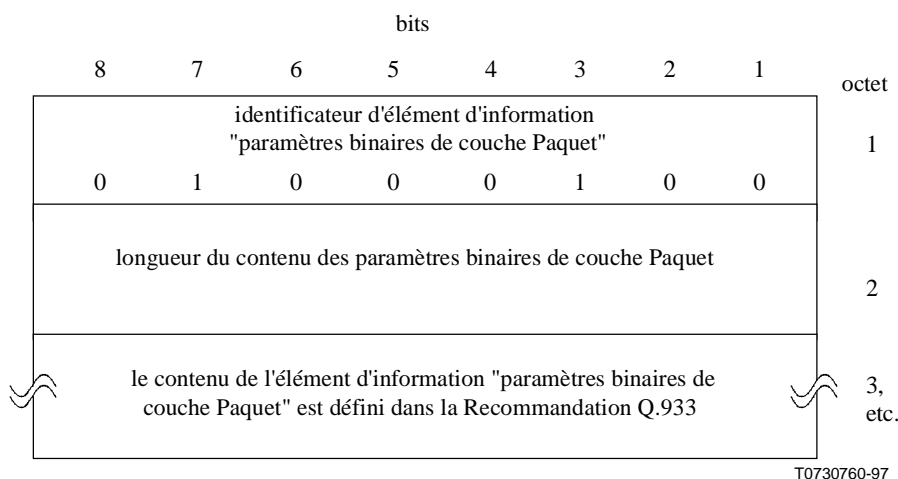 bits
8 7 6 5 4 3 2 1
octet
identificateur d'élément d'information
"paramètres binaires de couche Paquet"
1
0 1 0 0 0 1 0 0
longueur du contenu des paramètres binaires de couche Paquet
2
le contenu de l'élément d'information "paramètres binaires de
couche Paquet" est défini dans la Recommandation Q.933
3,
etc.
T0730760-97